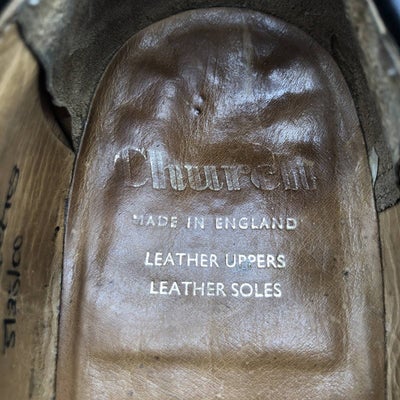 Church
MADE IN ENGLAND
LEATHER UPPERS
LEATHER SOLES